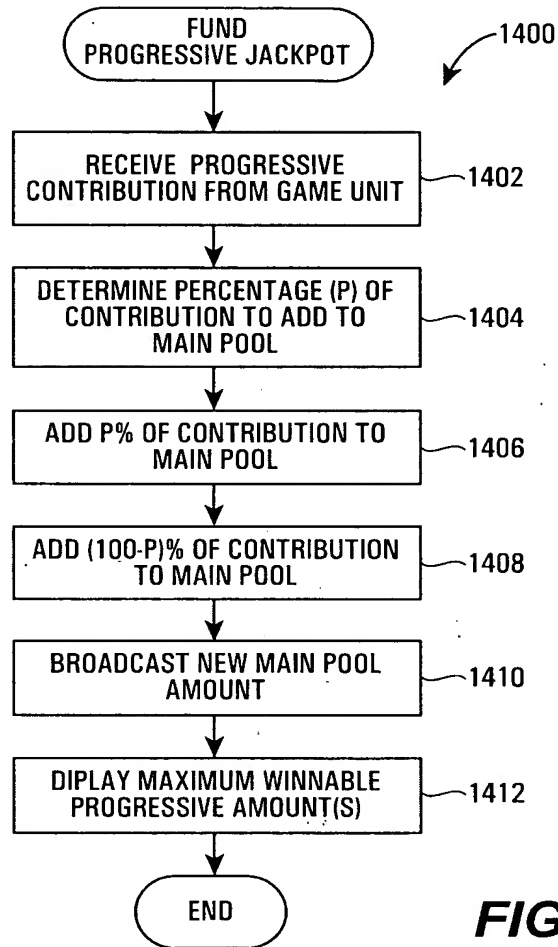 FUND
PROGRESSIVE JACKPOT
1400
RECEIVE PROGRESSIVE
CONTRIBUTION FROM GAME UNIT
1402
DETERMINE PERCENTAGE (P) OF
CONTRIBUTION TO ADD TO
MAIN POOL
1404
ADD P% OF CONTRIBUTION TO
MAIN POOL
1406
ADD (100-P)% OF CONTRIBUTION
TO MAIN POOL
1408
BROADCAST NEW MAIN POOL
AMOUNT
1410
DIPLAY MAXIMUM WINNABLE
PROGRESSIVE AMOUNT(S)
1412
END
FIG